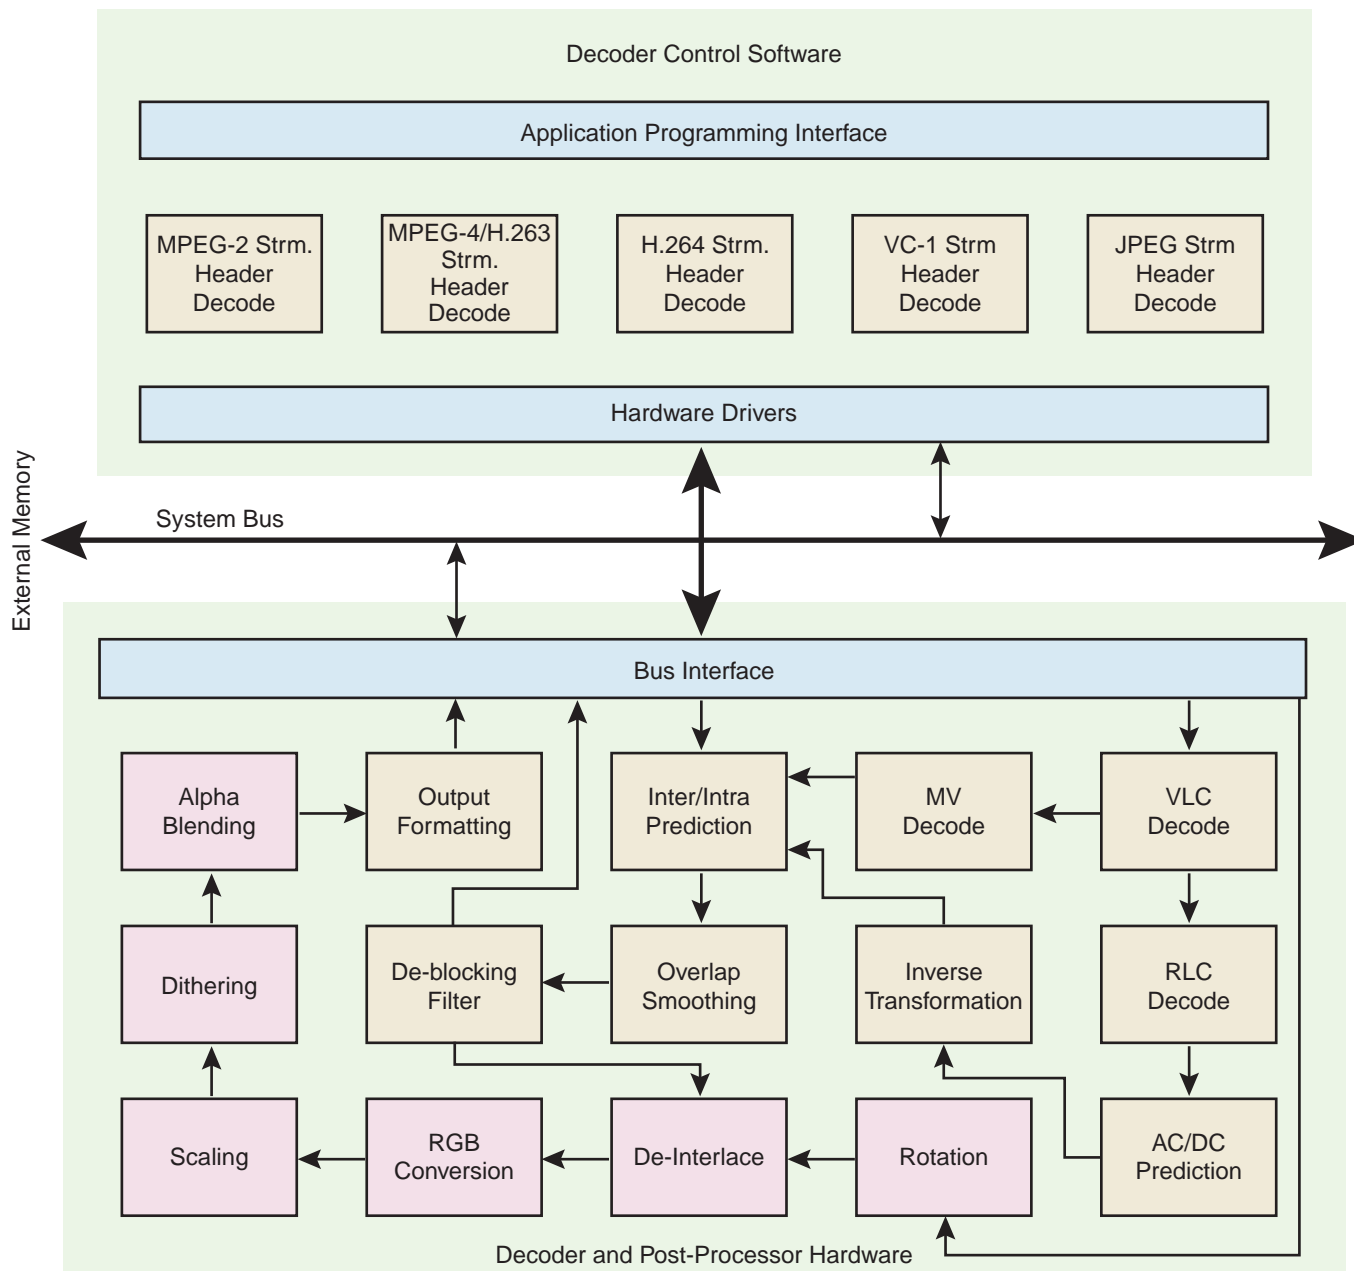 Decoder Control Software
Application Programming Interface
MPEG-2 Strm.
Header
Decode
MPEG-4/H.263
Strm.
Header
Decode
H.264 Strm.
Header
Decode
VC-1 Strm
Header
Decode
JPEG Strm
Header
Decode
Hardware Drivers
External Memory
System Bus
Bus Interface
Alpha
Blending
Output
Formatting
Inter/Intra
Prediction
MV
Decode
VLC
Decode
Dithering
De-blocking
Filter
Overlap
Smoothing
Inverse
Transformation
RLC
Decode
Scaling
RGB
Conversion
De-Interlace
Rotation
AC/DC
Prediction
Decoder and Post-Processor Hardware